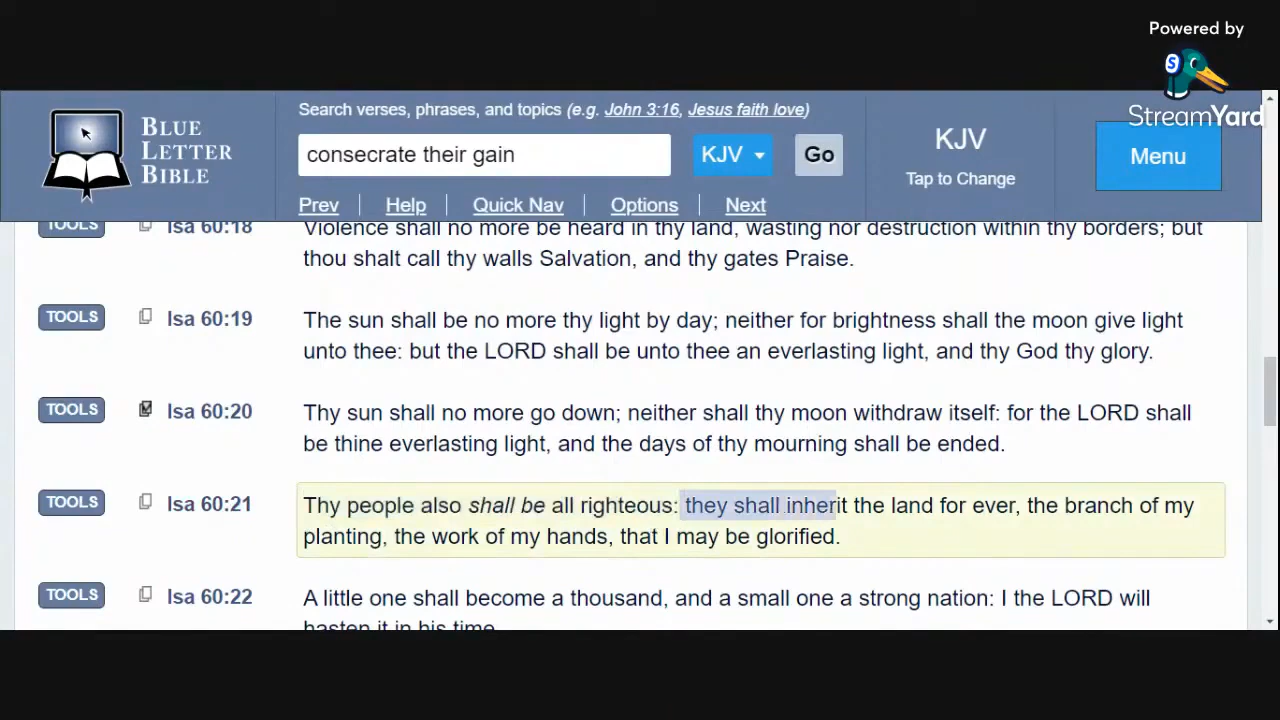 Powered by
StreamYard
BLUE
LETTER
BIBLE
Search verses, phrases, and topics (e.g. John 3:16, Jesus faith love)
consecrate their gain
KJV
Go
KJV
Tap to Change
Menu
Prev
Help
Quick Nav
Options
Next
TOOLS
Isa 60:18
Violence shall no more be heard in thy land, wasting nor destruction within thy borders; but
thou shalt call thy walls Salvation, and thy gates Praise.
TOOLS
Isa 60:19
The sun shall be no more thy light by day; neither for brightness shall the moon give light
unto thee: but the LORD shall be unto thee an everlasting light, and thy God thy glory.
TOOLS
Isa 60:20
Thy sun shall no more go down; neither shall thy moon withdraw itself: for the LORD shall
be thine everlasting light, and the days of thy mourning shall be ended.
TOOLS
Isa 60:21
Thy people also shall be all righteous: they shall inherit the land for ever, the branch of my
planting, the work of my hands, that I may be glorified.
TOOLS
Isa 60:22
A little one shall become a thousand, and a small one a strong nation: I the LORD will
hasten it in his time.